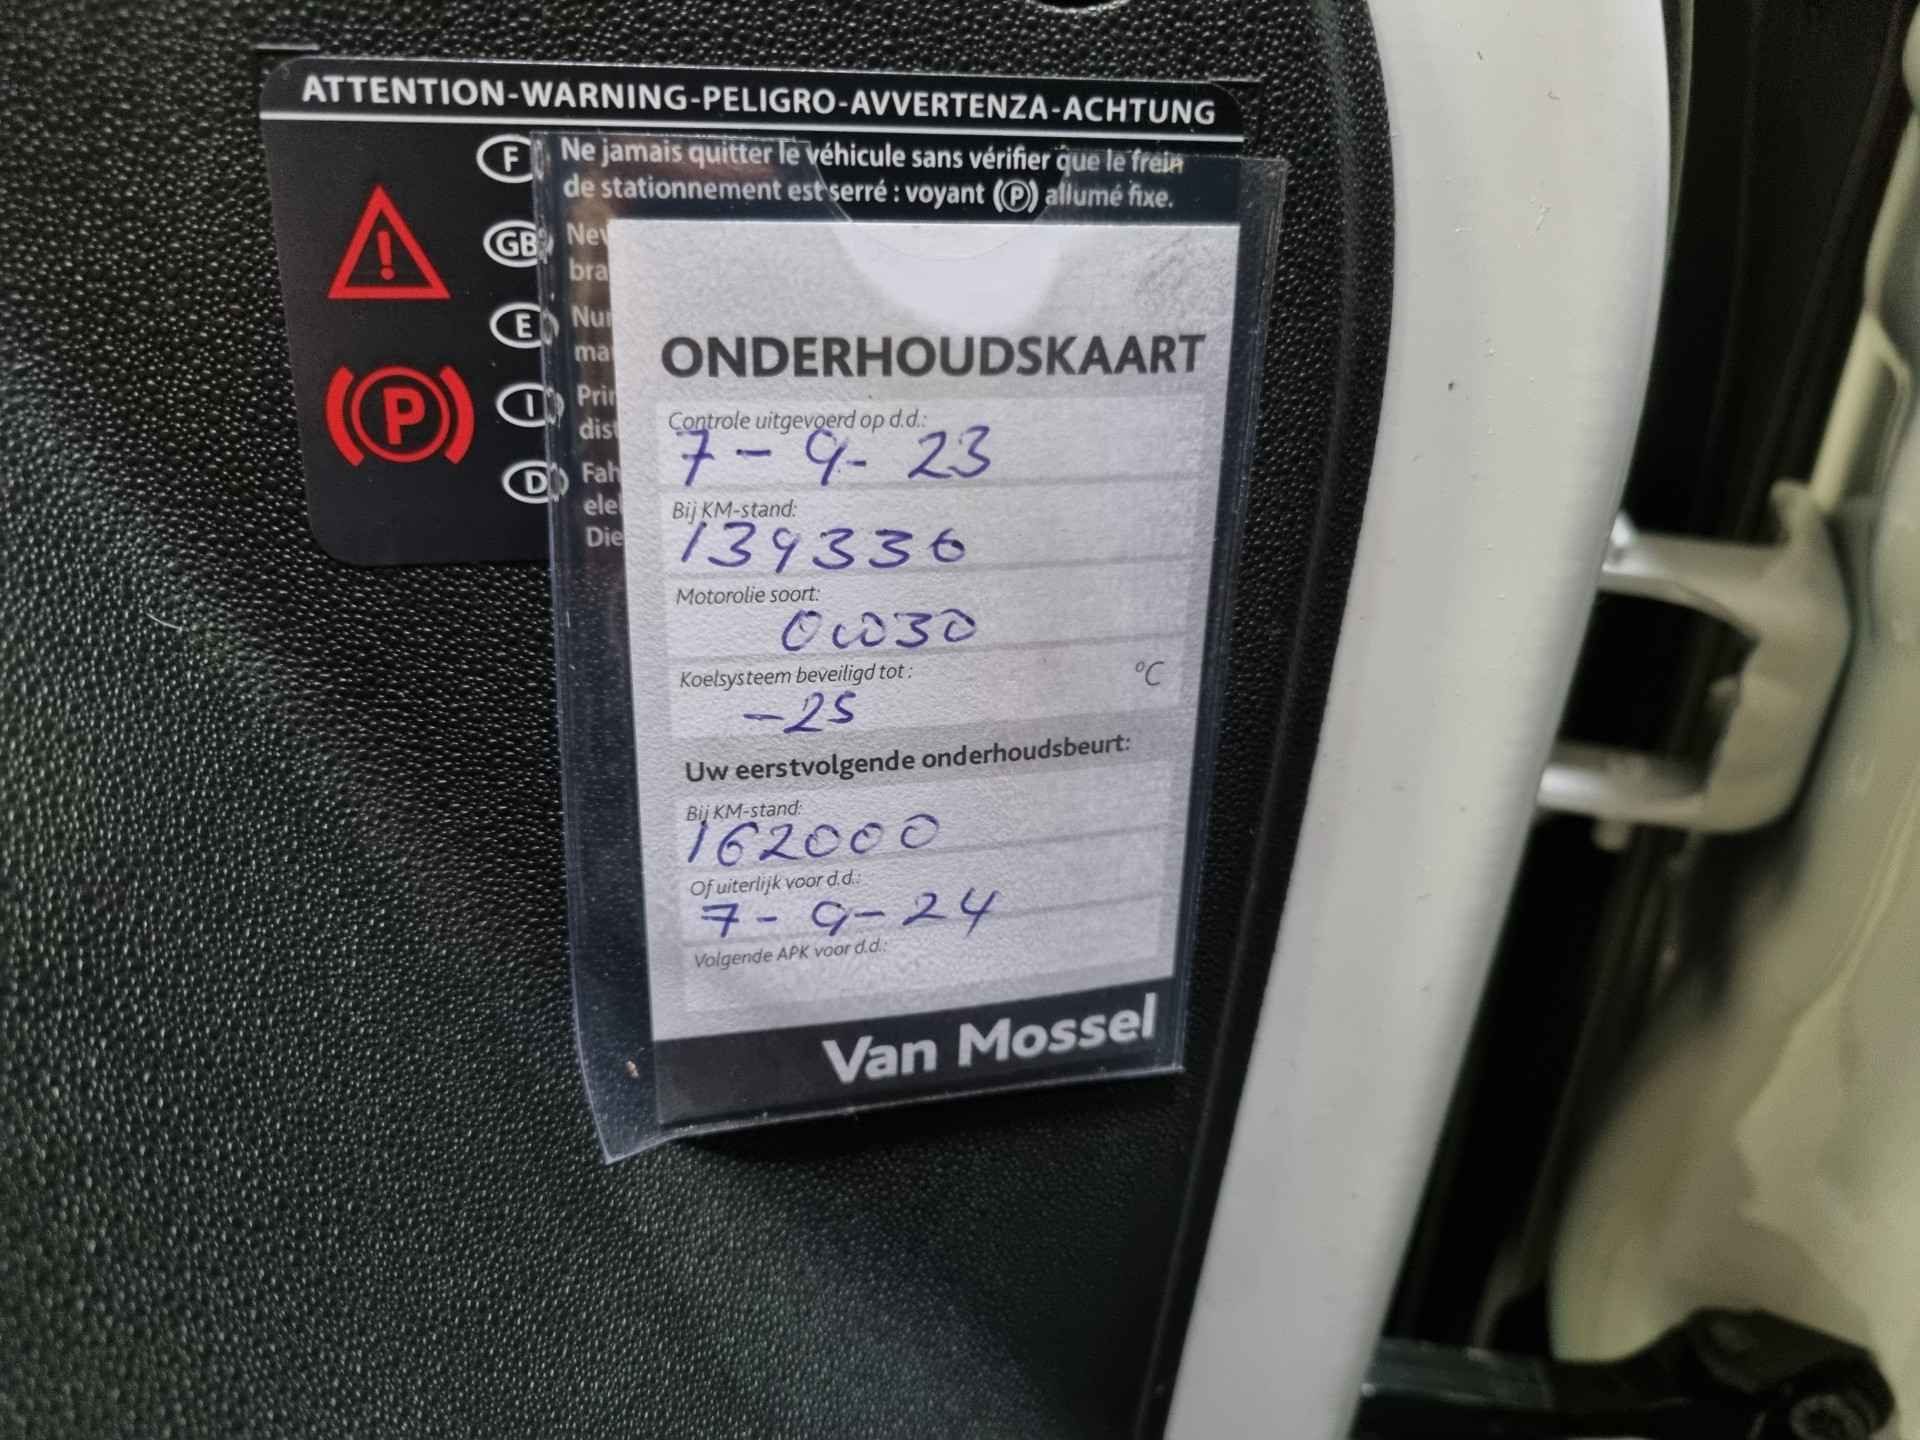 ATTENTION-WARNING-PELIGRO-AVVERTENZA-ACHTUNG
F Ne jamais quitter le véhicule sans vérifier que le frein
de stationnement est serré : voyant (P) allumé fixe.
GB
E
I
D
P
Die
ONDERHOUDSKAART
Controle uitgevoerd op d.d.:
7-9-23
Bij KM-stand:
139336
Motorolie soort:
0W30
Koelsysteem beveiligd tot: °C
-25
Uw eerstvolgende onderhoudsbeurt:
Bij KM-stand:
162000
Of uiterlijk voor d.d.:
7-9-24
Volgende APK voor d.d.:
Van Mossel